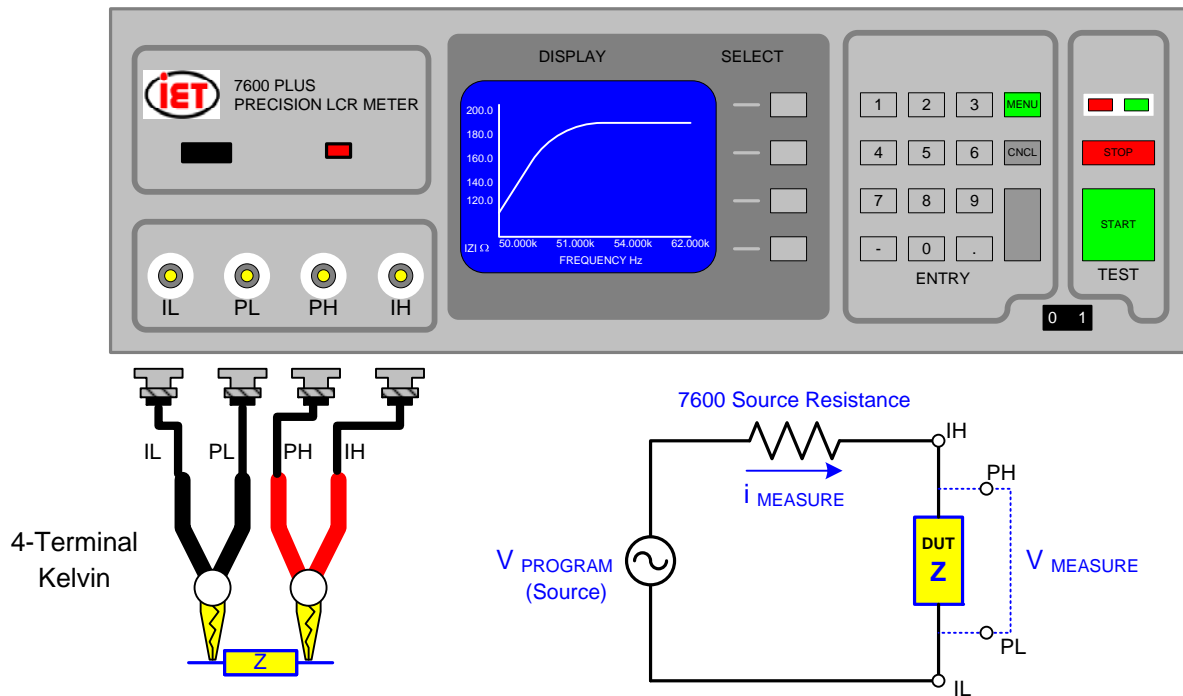 DISPLAY
SELECT
iET
7600 PLUS
PRECISION LCR METER
IL
PL
PH
IH
200.0
180.0
160.0
140.0
120.0
IZI Ω
50.000k 51.000k 54.000k 62.000k
FREQUENCY Hz
1 2 3 MENU
4 5 6 CNCL
7 8 9
- 0 .
ENTRY
STOP
START
TEST
0 1
IL
PL
PH
IH
4-Terminal
Kelvin
Z
7600 Source Resistance
i MEASURE
V PROGRAM
(Source)
IH
PH
DUT
Z
V MEASURE
PL
IL